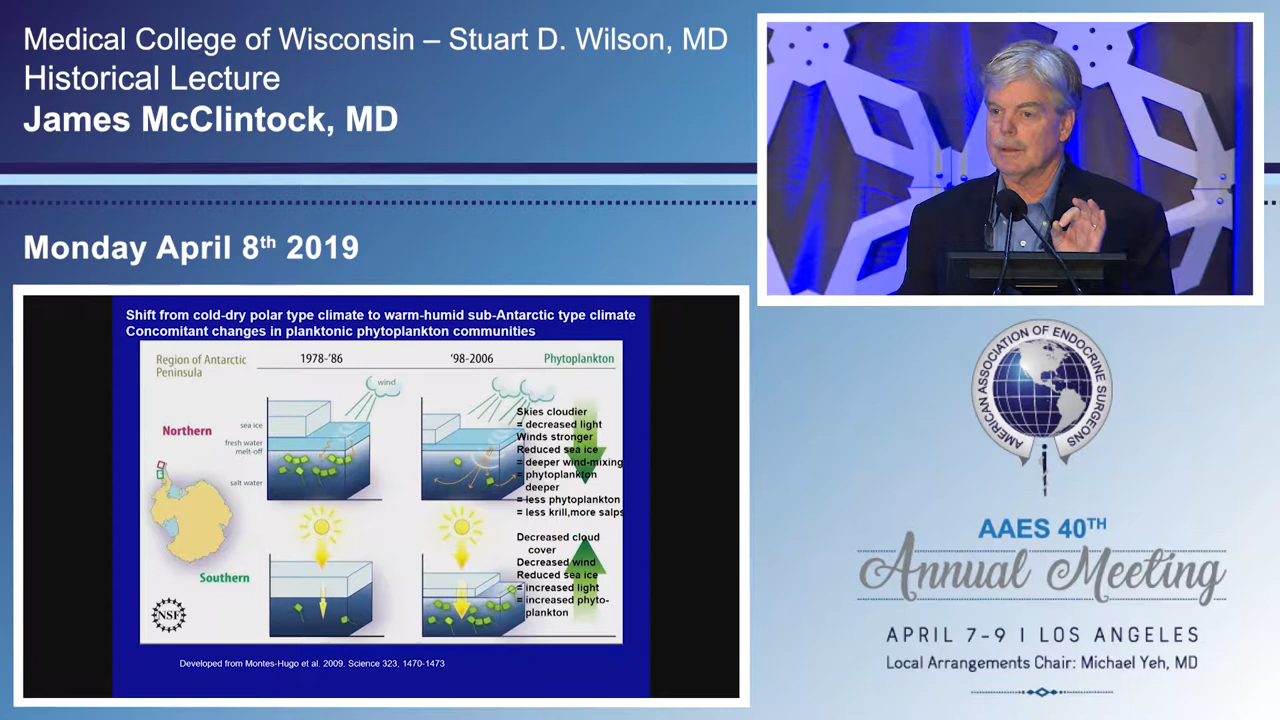 Medical College of Wisconsin – Stuart D. Wilson, MD
Historical Lecture
James McClintock, MD
Monday April 8th 2019
Shift from cold-dry polar type climate to warm-humid sub-Antarctic type climate
Concomitant changes in planktonic phytoplankton communities
Region of Antarctic
Peninsula
1978-'86
'98-2006
Phytoplankton
wind
Northern
sea ice
fresh water
melt-off
salt water
Skies cloudier
= decreased light
Winds stronger
Reduced sea ice
= deeper wind-mixing
= phytoplankton
deeper
= less phytoplankton
= less krill,more salps
Southern
Decreased cloud
cover
Decreased wind
Reduced sea ice
= increased light
= increased phyto-
plankton
NSF
Developed from Montes-Hugo et al. 2009. Science 323, 1470-1473
AMERICAN ASSOCIATION OF ENDOCRINE SURGEONS
AAES 40TH
Annual Meeting
APRIL 7-9 I LOS ANGELES
Local Arrangements Chair: Michael Yeh, MD